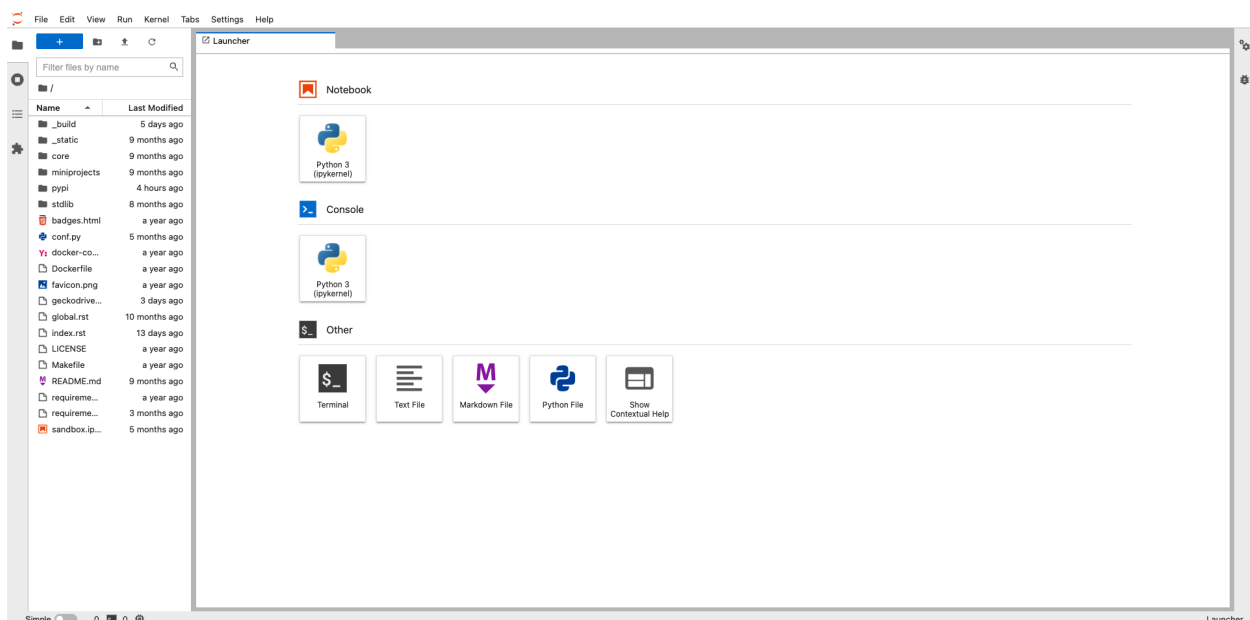 File Edit View Run Kernel Tabs Settings Help
+
Launcher
Filter files by name
/
Name Last Modified
_build 5 days ago
_static 9 months ago
core 9 months ago
miniprojects 9 months ago
pypi 4 hours ago
stdlib 8 months ago
badges.html a year ago
conf.py 5 months ago
docker-co... a year ago
Dockerfile a year ago
favicon.png a year ago
geckodrive... 3 days ago
global.rst 10 months ago
index.rst 13 days ago
LICENSE a year ago
Makefile a year ago
README.md 9 months ago
requireme... a year ago
requireme... 3 months ago
sandbox.ip... 5 months ago
Notebook
Python 3
(ipykernel)
Console
Python 3
(ipykernel)
$_ Other
$_
Terminal
Text File
M
Markdown File
Python File
Show
Contextual Help
Simple 0 0
Launcher